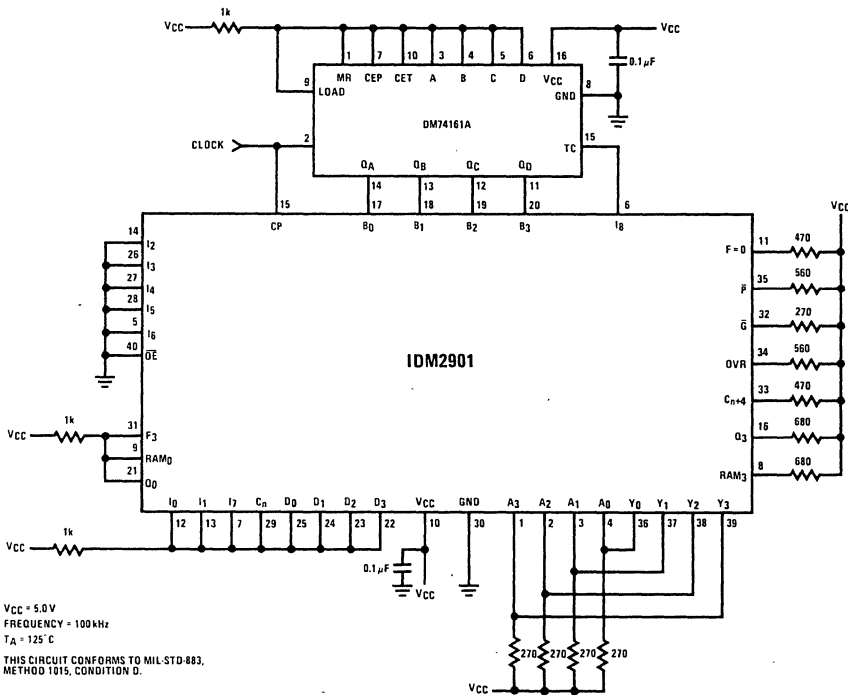 1k
VCC
VCC
1 7 10 3 4 5 6 16
0.1 µF
MR CEP CET A B C D VCC
9 LOAD
GND 8
DM74161A
CLOCK 2
TC 15
QA QB QC QD
14 13 12 11
15 17 18 19 20 6
CP B0 B1 B2 B3 I8
VCC
14 I2
26 I3
27 I4
28 I5
5 I6
40 OE
F = 0 11 470
P 35 560
G 32 270
OVR 34 560
Cn+4 33 470
Q3 16 680
RAM3 8 680
IDM2901
1k
VCC
31 F3
9 RAM0
21 Q0
I0 I1 I7 Cn D0 D1 D2 D3 VCC GND A3 A2 A1 A0 Y0 Y1 Y2 Y3
12 13 7 29 25 24 23 22 10 30 1 2 3 4 36 37 38 39
1k
VCC
0.1 µF
VCC
270 270 270 270
VCC
VCC = 5.0 V
FREQUENCY = 100 kHz
TA = 125°C
THIS CIRCUIT CONFORMS TO MIL-STD-883,
METHOD 1015, CONDITION D.